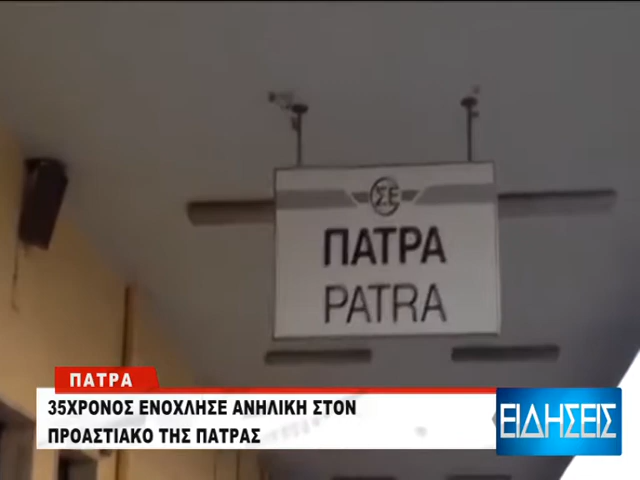 ΣΕ
ΠΑΤΡΑ
PATRA
ΠΑΤΡΑ
35ΧΡΟΝΟΣ ΕΝΟΧΛΗΣΕ ΑΝΗΛΙΚΗ ΣΤΟΝ
ΠΡΟΑΣΤΙΑΚΟ ΤΗΣ ΠΑΤΡΑΣ
ΕΙΔΗΣΕΙΣ